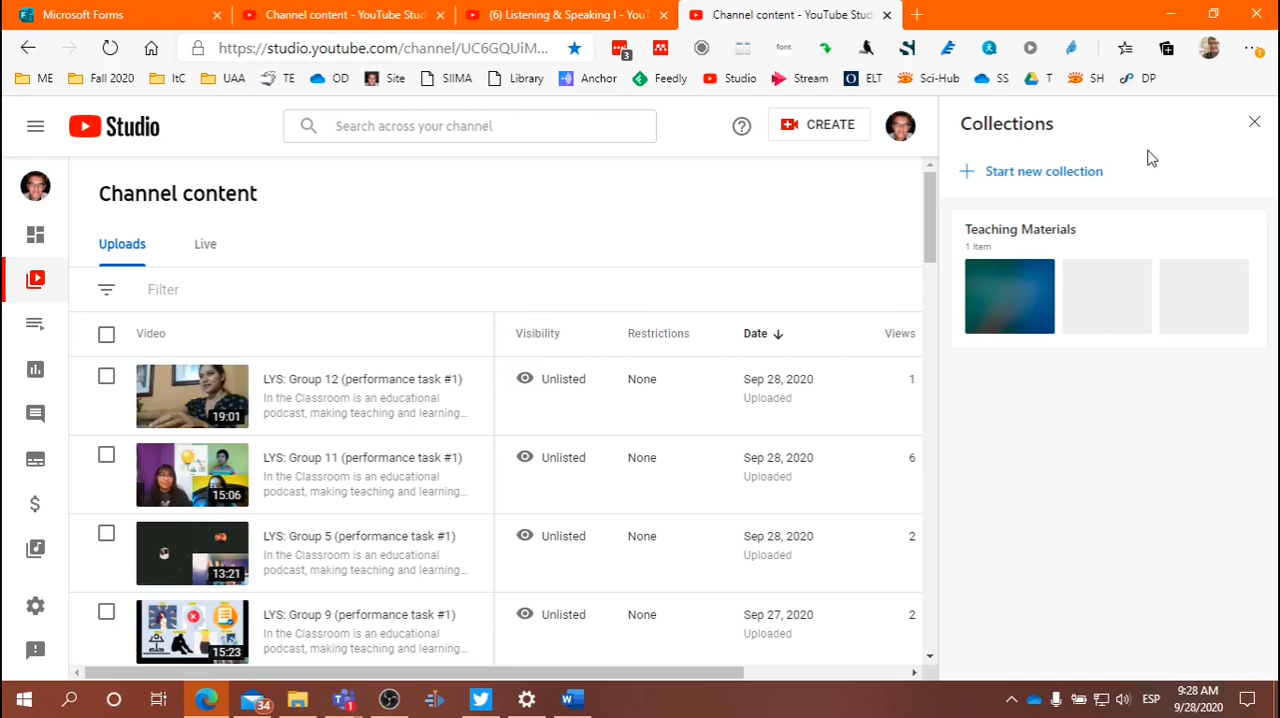 Microsoft Forms
Channel content - YouTube Stud
(6) Listening & Speaking I - YouT
Channel content - YouTube Stud
https://studio.youtube.com/channel/UC6GQUiM...
3
font
ME
Fall 2020
ItC
UAA
TE
OD
Site
SIIMA
Library
Anchor
Feedly
Studio
Stream
ELT
Sci-Hub
SS
T
SH
DP
Studio
Search across your channel
CREATE
Collections
Start new collection
Teaching Materials
1 item
Channel content
Uploads
Live
Filter
Video
Visibility
Restrictions
Date
Views
LYS: Group 12 (performance task #1)
In the Classroom is an educational
podcast, making teaching and learning...
19:01
Unlisted
None
Sep 28, 2020
Uploaded
1
LYS: Group 11 (performance task #1)
In the Classroom is an educational
podcast, making teaching and learning...
15:06
Unlisted
None
Sep 28, 2020
Uploaded
6
LYS: Group 5 (performance task #1)
In the Classroom is an educational
podcast, making teaching and learning...
13:21
Unlisted
None
Sep 28, 2020
Uploaded
2
LYS: Group 9 (performance task #1)
In the Classroom is an educational
podcast, making teaching and learning...
15:23
Unlisted
None
Sep 27, 2020
Uploaded
2
34
1
ESP
9:28 AM
9/28/2020